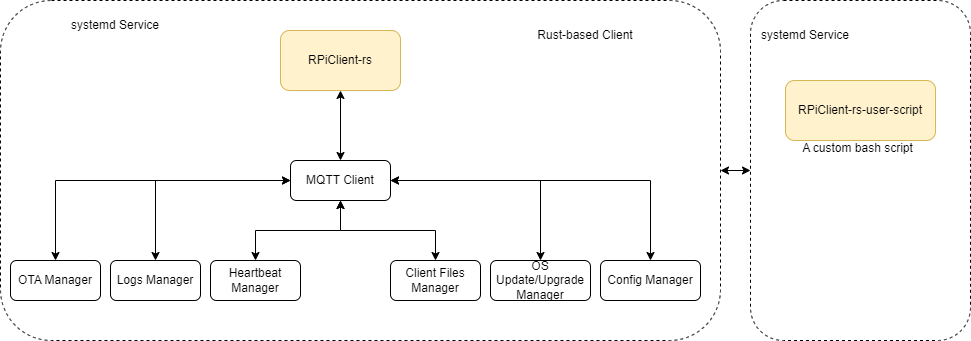 systemd Service
Rust-based Client
systemd Service
RPiClient-rs
RPiClient-rs-user-script
A custom bash script
MQTT Client
OTA Manager
Logs Manager
Heartbeat
Manager
Client Files
Manager
OS
Update/Upgrade
Manager
Config Manager